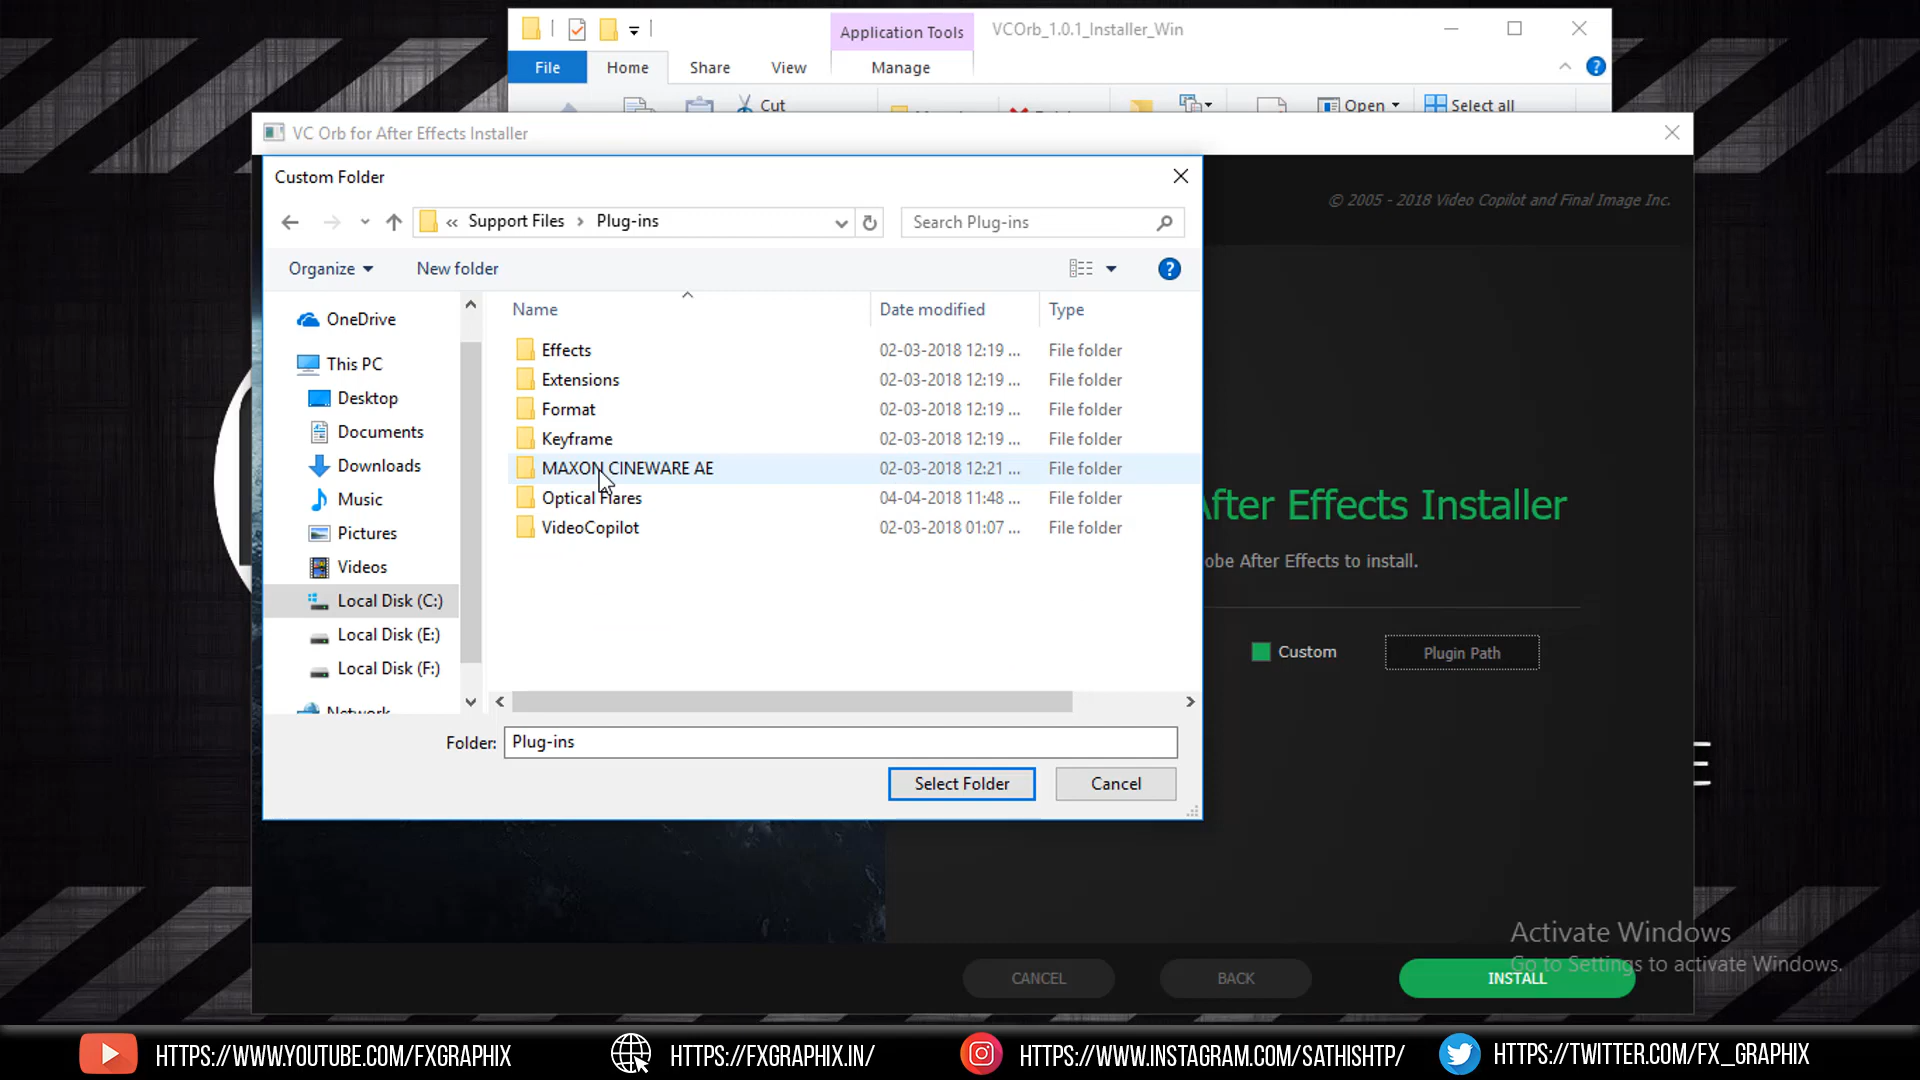 Application Tools
VCOrb_1.0.1_Installer_Win
File
Home
Share
View
Manage
Cut
Open
Select all
VC Orb for After Effects Installer
Custom Folder
© 2005 - 2018 Video Copilot and Final Image Inc.
« Support Files > Plug-ins
Search Plug-ins
Organize
New folder
Name
Date modified
Type
OneDrive
This PC
Desktop
Documents
Downloads
Music
Pictures
Videos
Local Disk (C:)
Local Disk (E:)
Local Disk (F:)
Network
Effects 02-03-2018 12:19 ... File folder
Extensions 02-03-2018 12:19 ... File folder
Format 02-03-2018 12:19 ... File folder
Keyframe 02-03-2018 12:19 ... File folder
MAXON CINEWARE AE 02-03-2018 12:21 ... File folder
Optical Flares 04-04-2018 11:48 ... File folder
VideoCopilot 02-03-2018 01:07 ... File folder
After Effects Installer
obe After Effects to install.
Custom
Plugin Path
Folder: Plug-ins
Select Folder
Cancel
Activate Windows
Go to Settings to activate Windows.
CANCEL
BACK
INSTALL
HTTPS://WWW.YOUTUBE.COM/FXGRAPHIX
HTTPS://FXGRAPHIX.IN/
HTTPS://WWW.INSTAGRAM.COM/SATHISHTP/
HTTPS://TWITTER.COM/FX_GRAPHIX